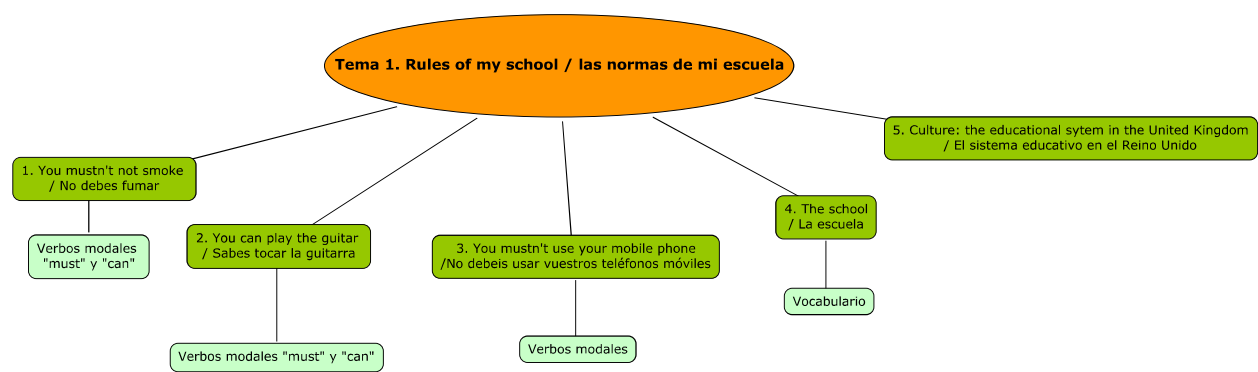 Tema 1. Rules of my school / las normas de mi escuela
1. You mustn't not smoke
/ No debes fumar
Verbos modales
"must" y "can"
2. You can play the guitar
/ Sabes tocar la guitarra
Verbos modales "must" y "can"
3. You mustn't use your mobile phone
/No debeis usar vuestros teléfonos móviles
Verbos modales
4. The school
/ La escuela
Vocabulario
5. Culture: the educational sytem in the United Kingdom
/ El sistema educativo en el Reino Unido